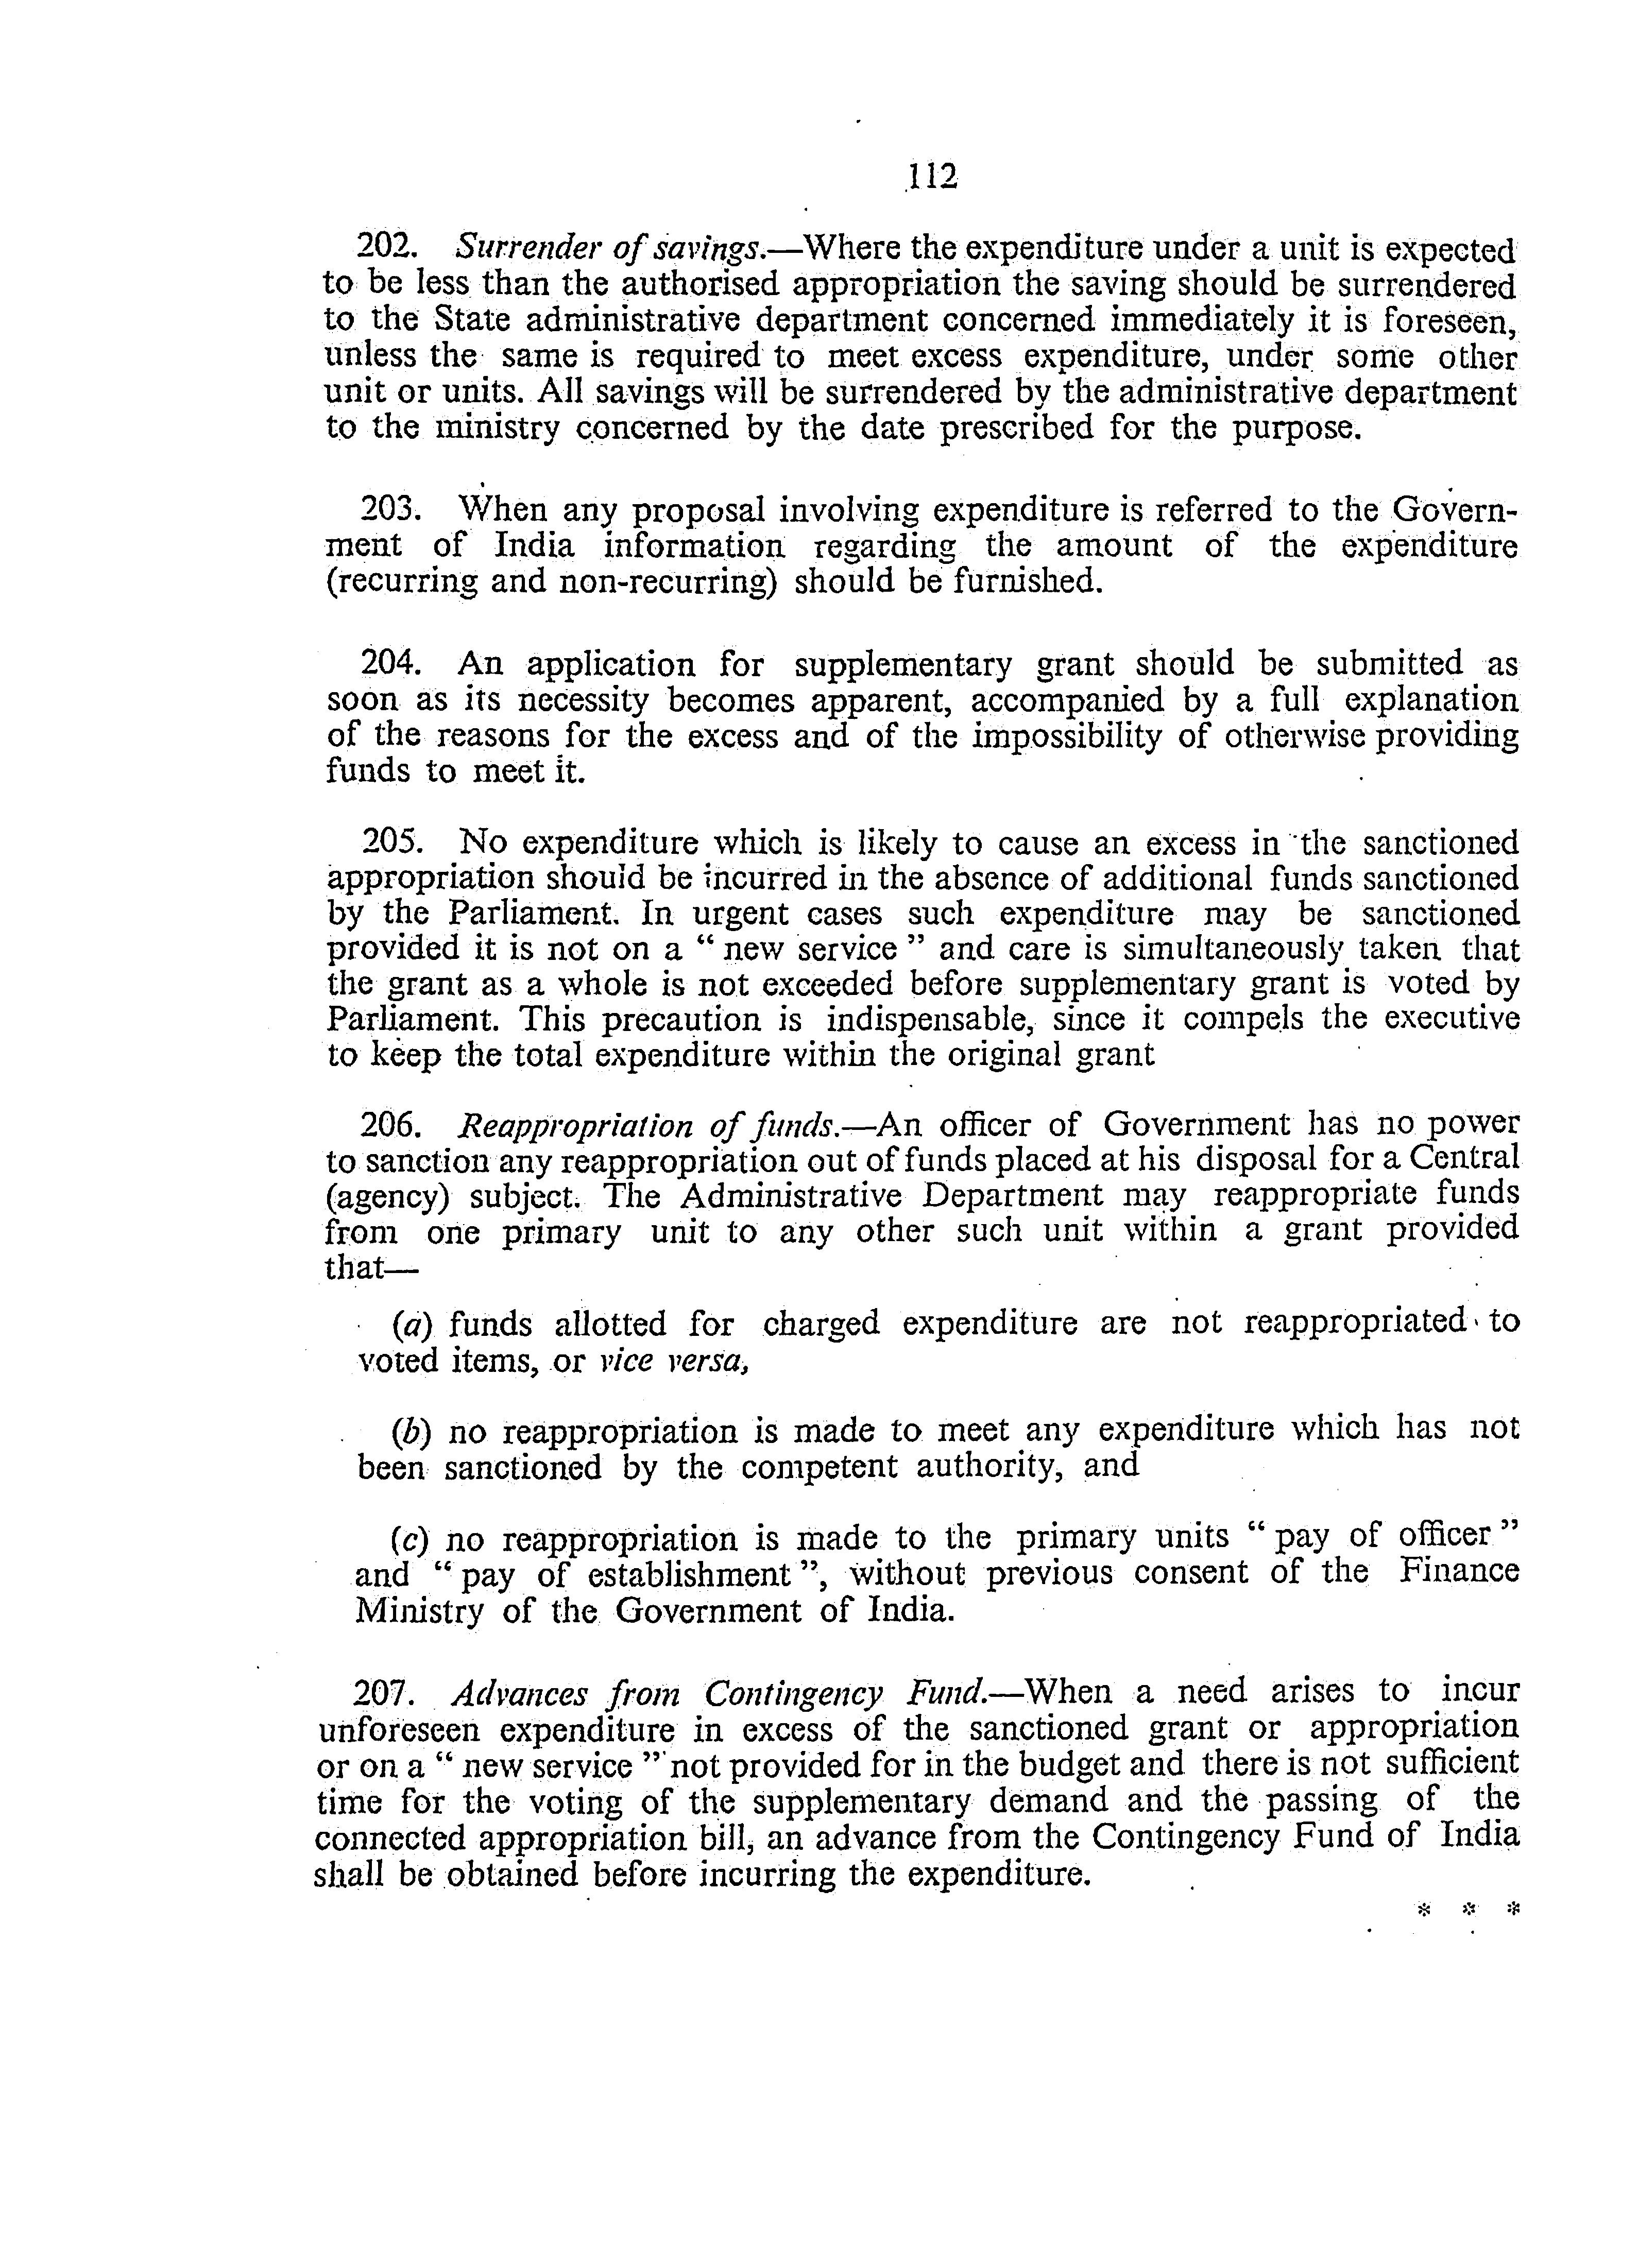 112
202. Surrender of savings.—Where the expenditure under a unit is expected
to be less than the authorised appropriation the saving should be surrendered
to the State administrative department concerned immediately it is foreseen,
unless the same is required to meet excess expenditure, under some other
unit or units. All savings will be surrendered by the administrative department
to the ministry concerned by the date prescribed for the purpose.
203. When any proposal involving expenditure is referred to the Govern-
ment of India information regarding the amount of the expenditure
(recurring and non-recurring) should be furnished.
204. An application for supplementary grant should be submitted as
soon as its necessity becomes apparent, accompanied by a full explanation
of the reasons for the excess and of the impossibility of otherwise providing
funds to meet it.
205. No expenditure which is likely to cause an excess in the sanctioned
appropriation should be incurred in the absence of additional funds sanctioned
by the Parliament. In urgent cases such expenditure may be sanctioned
provided it is not on a “ new service ” and care is simultaneously taken that
the grant as a whole is not exceeded before supplementary grant is voted by
Parliament. This precaution is indispensable, since it compels the executive
to keep the total expenditure within the original grant
206. Reappropriation of funds.—An officer of Government has no power
to sanction any reappropriation out of funds placed at his disposal for a Central
(agency) subject. The Administrative Department may reappropriate funds
from one primary unit to any other such unit within a grant provided
that—
(a) funds allotted for charged expenditure are not reappropriated to
voted items, or vice versa,
(b) no reappropriation is made to meet any expenditure which has not
been sanctioned by the competent authority, and
(c) no reappropriation is made to the primary units “ pay of officer ”
and “ pay of establishment ”, without previous consent of the Finance
Ministry of the Government of India.
207. Advances from Contingency Fund.—When a need arises to incur
unforeseen expenditure in excess of the sanctioned grant or appropriation
or on a “ new service ” not provided for in the budget and there is not sufficient
time for the voting of the supplementary demand and the passing of the
connected appropriation bill, an advance from the Contingency Fund of India
shall be obtained before incurring the expenditure.
* * *